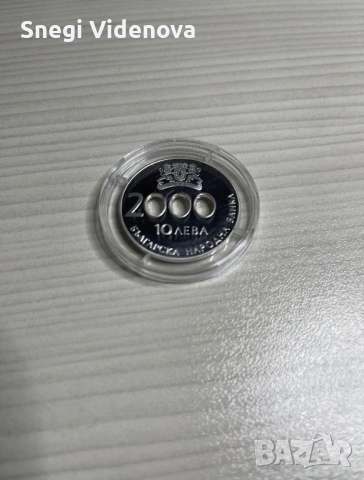 Snegi Videnova
2000
10 ЛЕВА
БЪЛГАРСКА НАРОДНА БАНКА
BAZAR